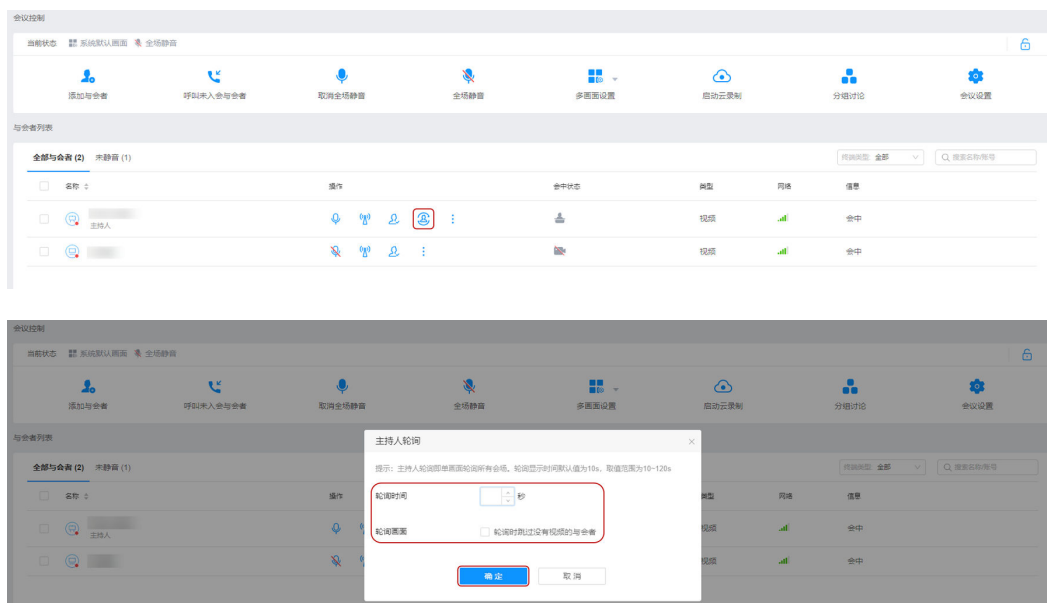 会议控制
当前状态 系统默认画面 全场静音
添加与会者 呼叫未入会与会者 取消全场静音 全场静音 多画面设置 启动云录制 分组讨论 会议设置
与会者列表
全部与会者 (2) 未静音 (1) 终端类型: 全部 搜索名称/账号
名称 操作 会中状态 类型 网络 信息
视频 会中
主持人
视频 会中
会议控制
当前状态 系统默认画面 全场静音
添加与会者 呼叫未入会与会者 取消全场静音 全场静音 多画面设置 启动云录制 分组讨论 会议设置
与会者列表
主持人轮询
全部与会者 (2) 未静音 (1) 提示：主持人轮询即单画面轮询所有会场。轮询显示时间默认值为10s，取值范围为10~120s 终端类型: 全部 搜索名称/账号
名称 操作 轮询时间 秒 类型 网络 信息
主持人 轮询画面 轮询时跳过没有视频的与会者 视频 会中
视频 会中
确定 取消